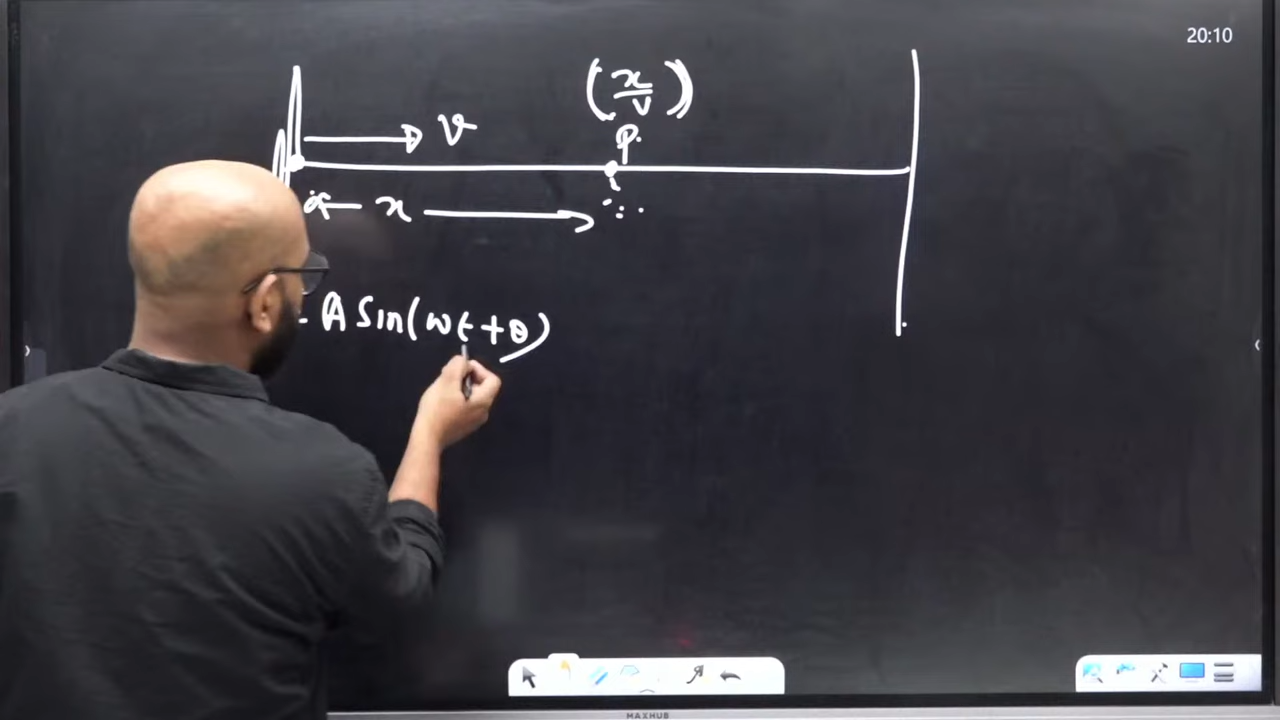 20:10
(x/v)
v
P.
x
= A Sin(ωt+θ)
MAXHUB